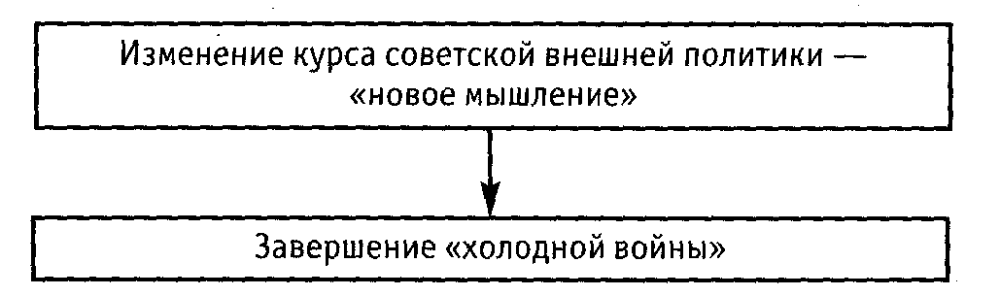 Изменение курса советской внешней политики —
«новое мышление»
Завершение «холодной войны»